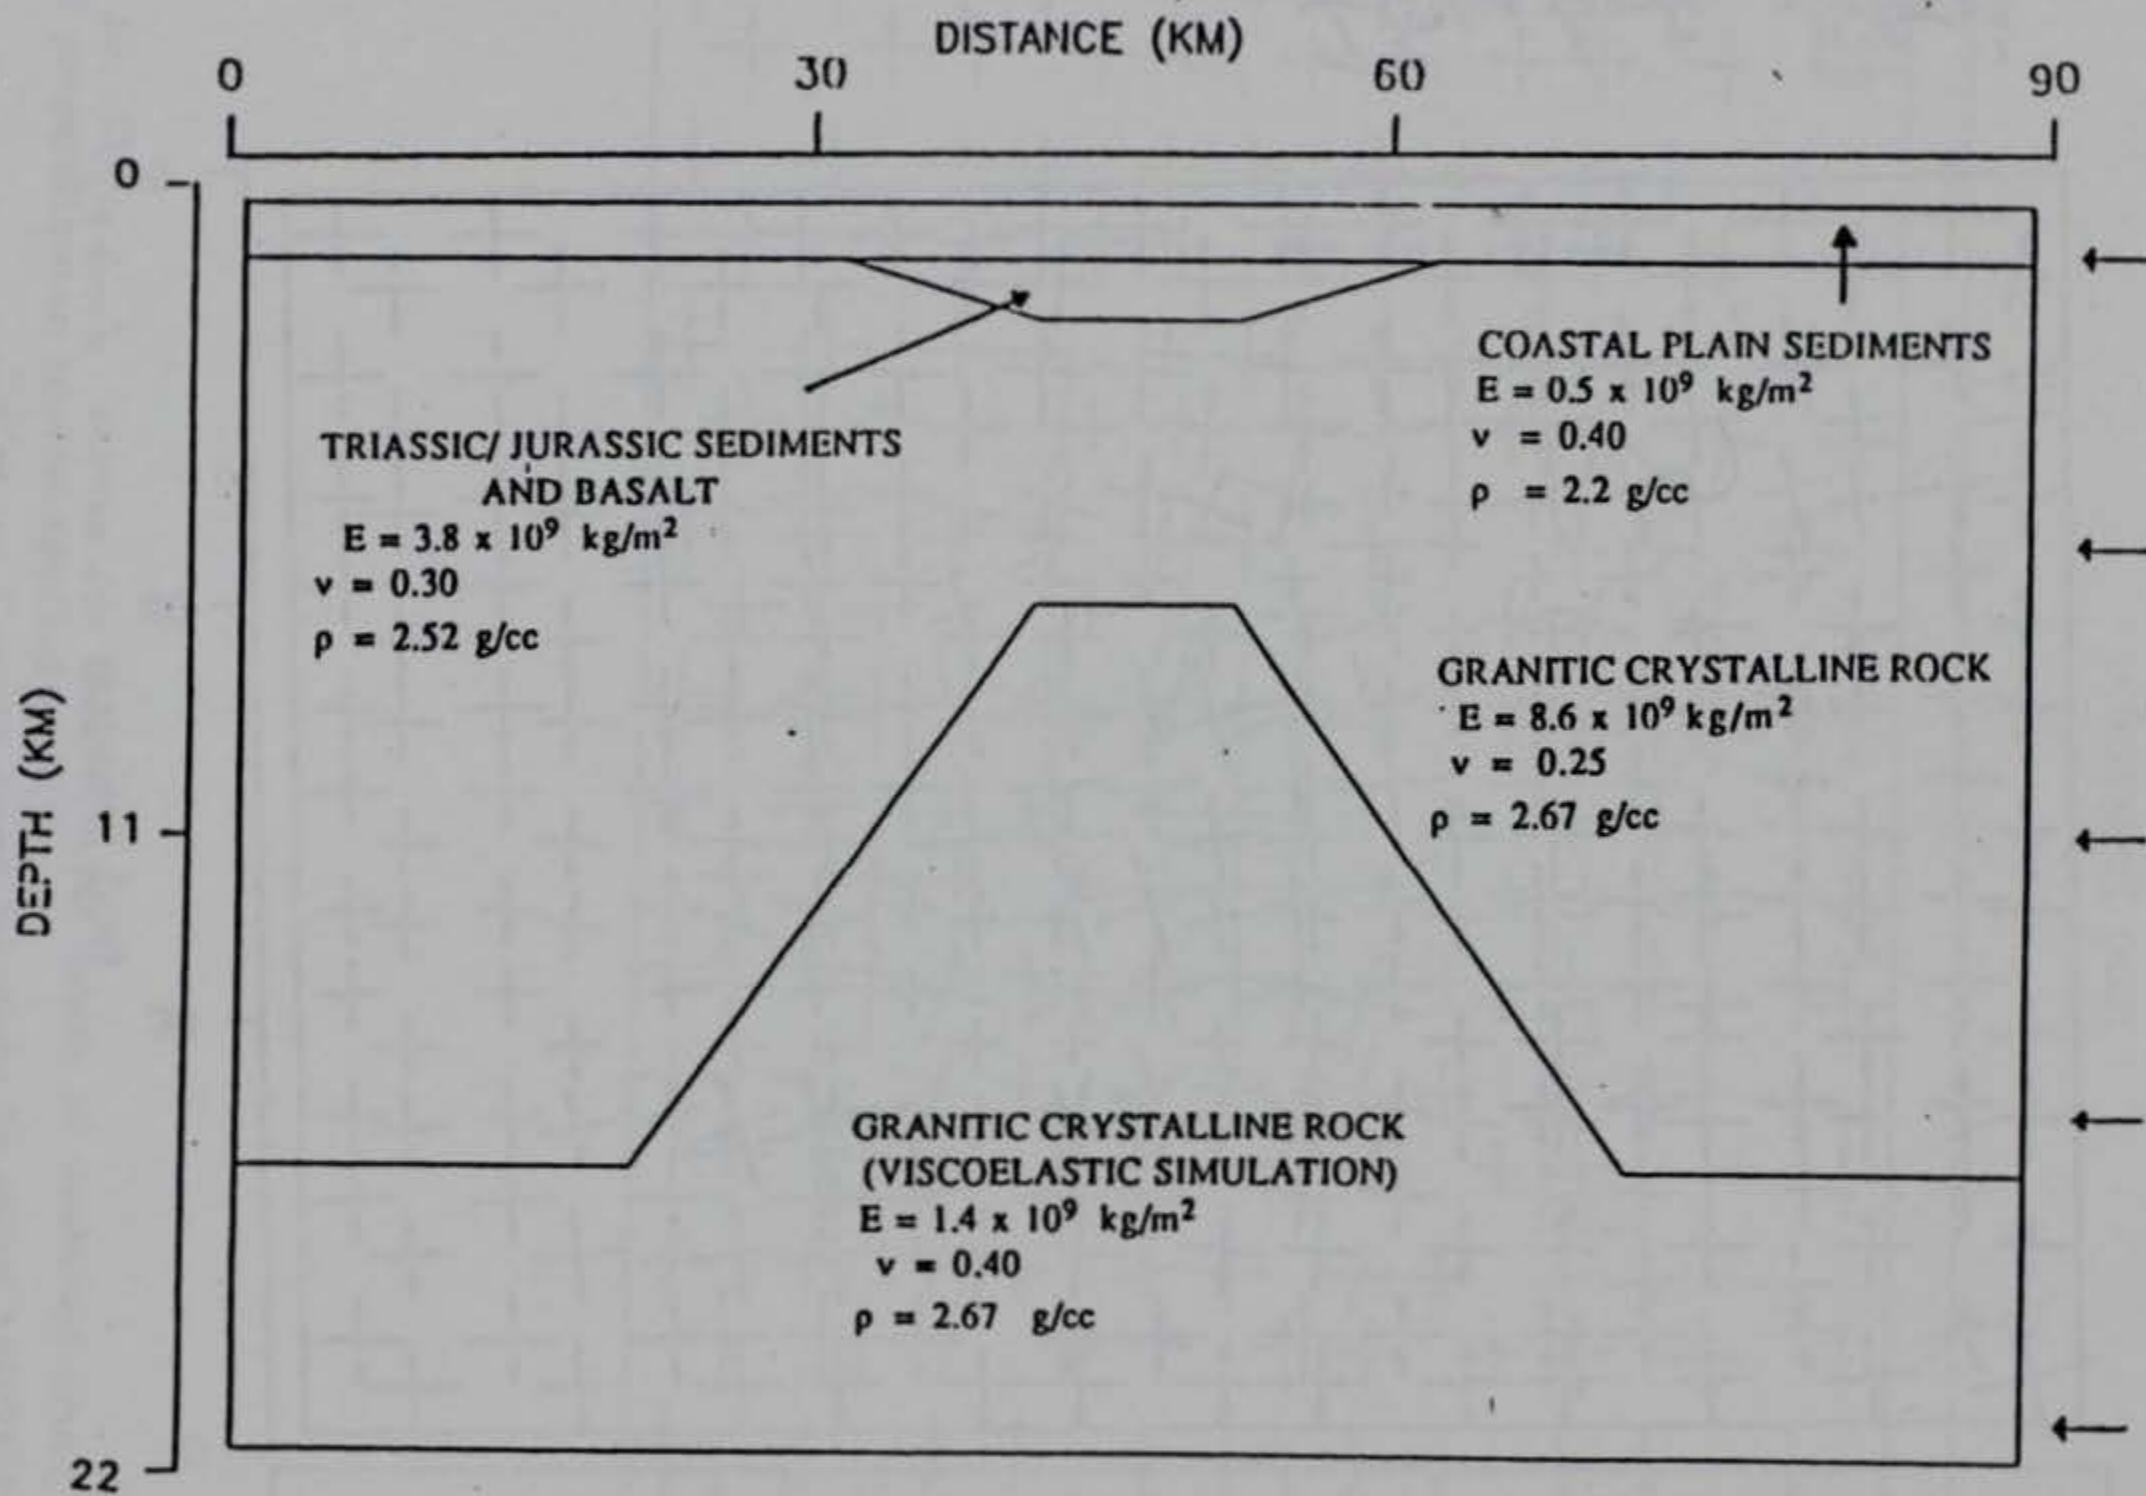 DISTANCE (KM)
0 30 60 90
0
COASTAL PLAIN SEDIMENTS
E = 0.5 x 10⁹ kg/m²
ν = 0.40
ρ = 2.2 g/cc
TRIASSIC/ JURASSIC SEDIMENTS
AND BASALT
E = 3.8 x 10⁹ kg/m²
ν = 0.30
ρ = 2.52 g/cc
GRANITIC CRYSTALLINE ROCK
E = 8.6 x 10⁹ kg/m²
ν = 0.25
ρ = 2.67 g/cc
DEPTH (KM)
11
GRANITIC CRYSTALLINE ROCK
(VISCOELASTIC SIMULATION)
E = 1.4 x 10⁹ kg/m²
ν = 0.40
ρ = 2.67 g/cc
22